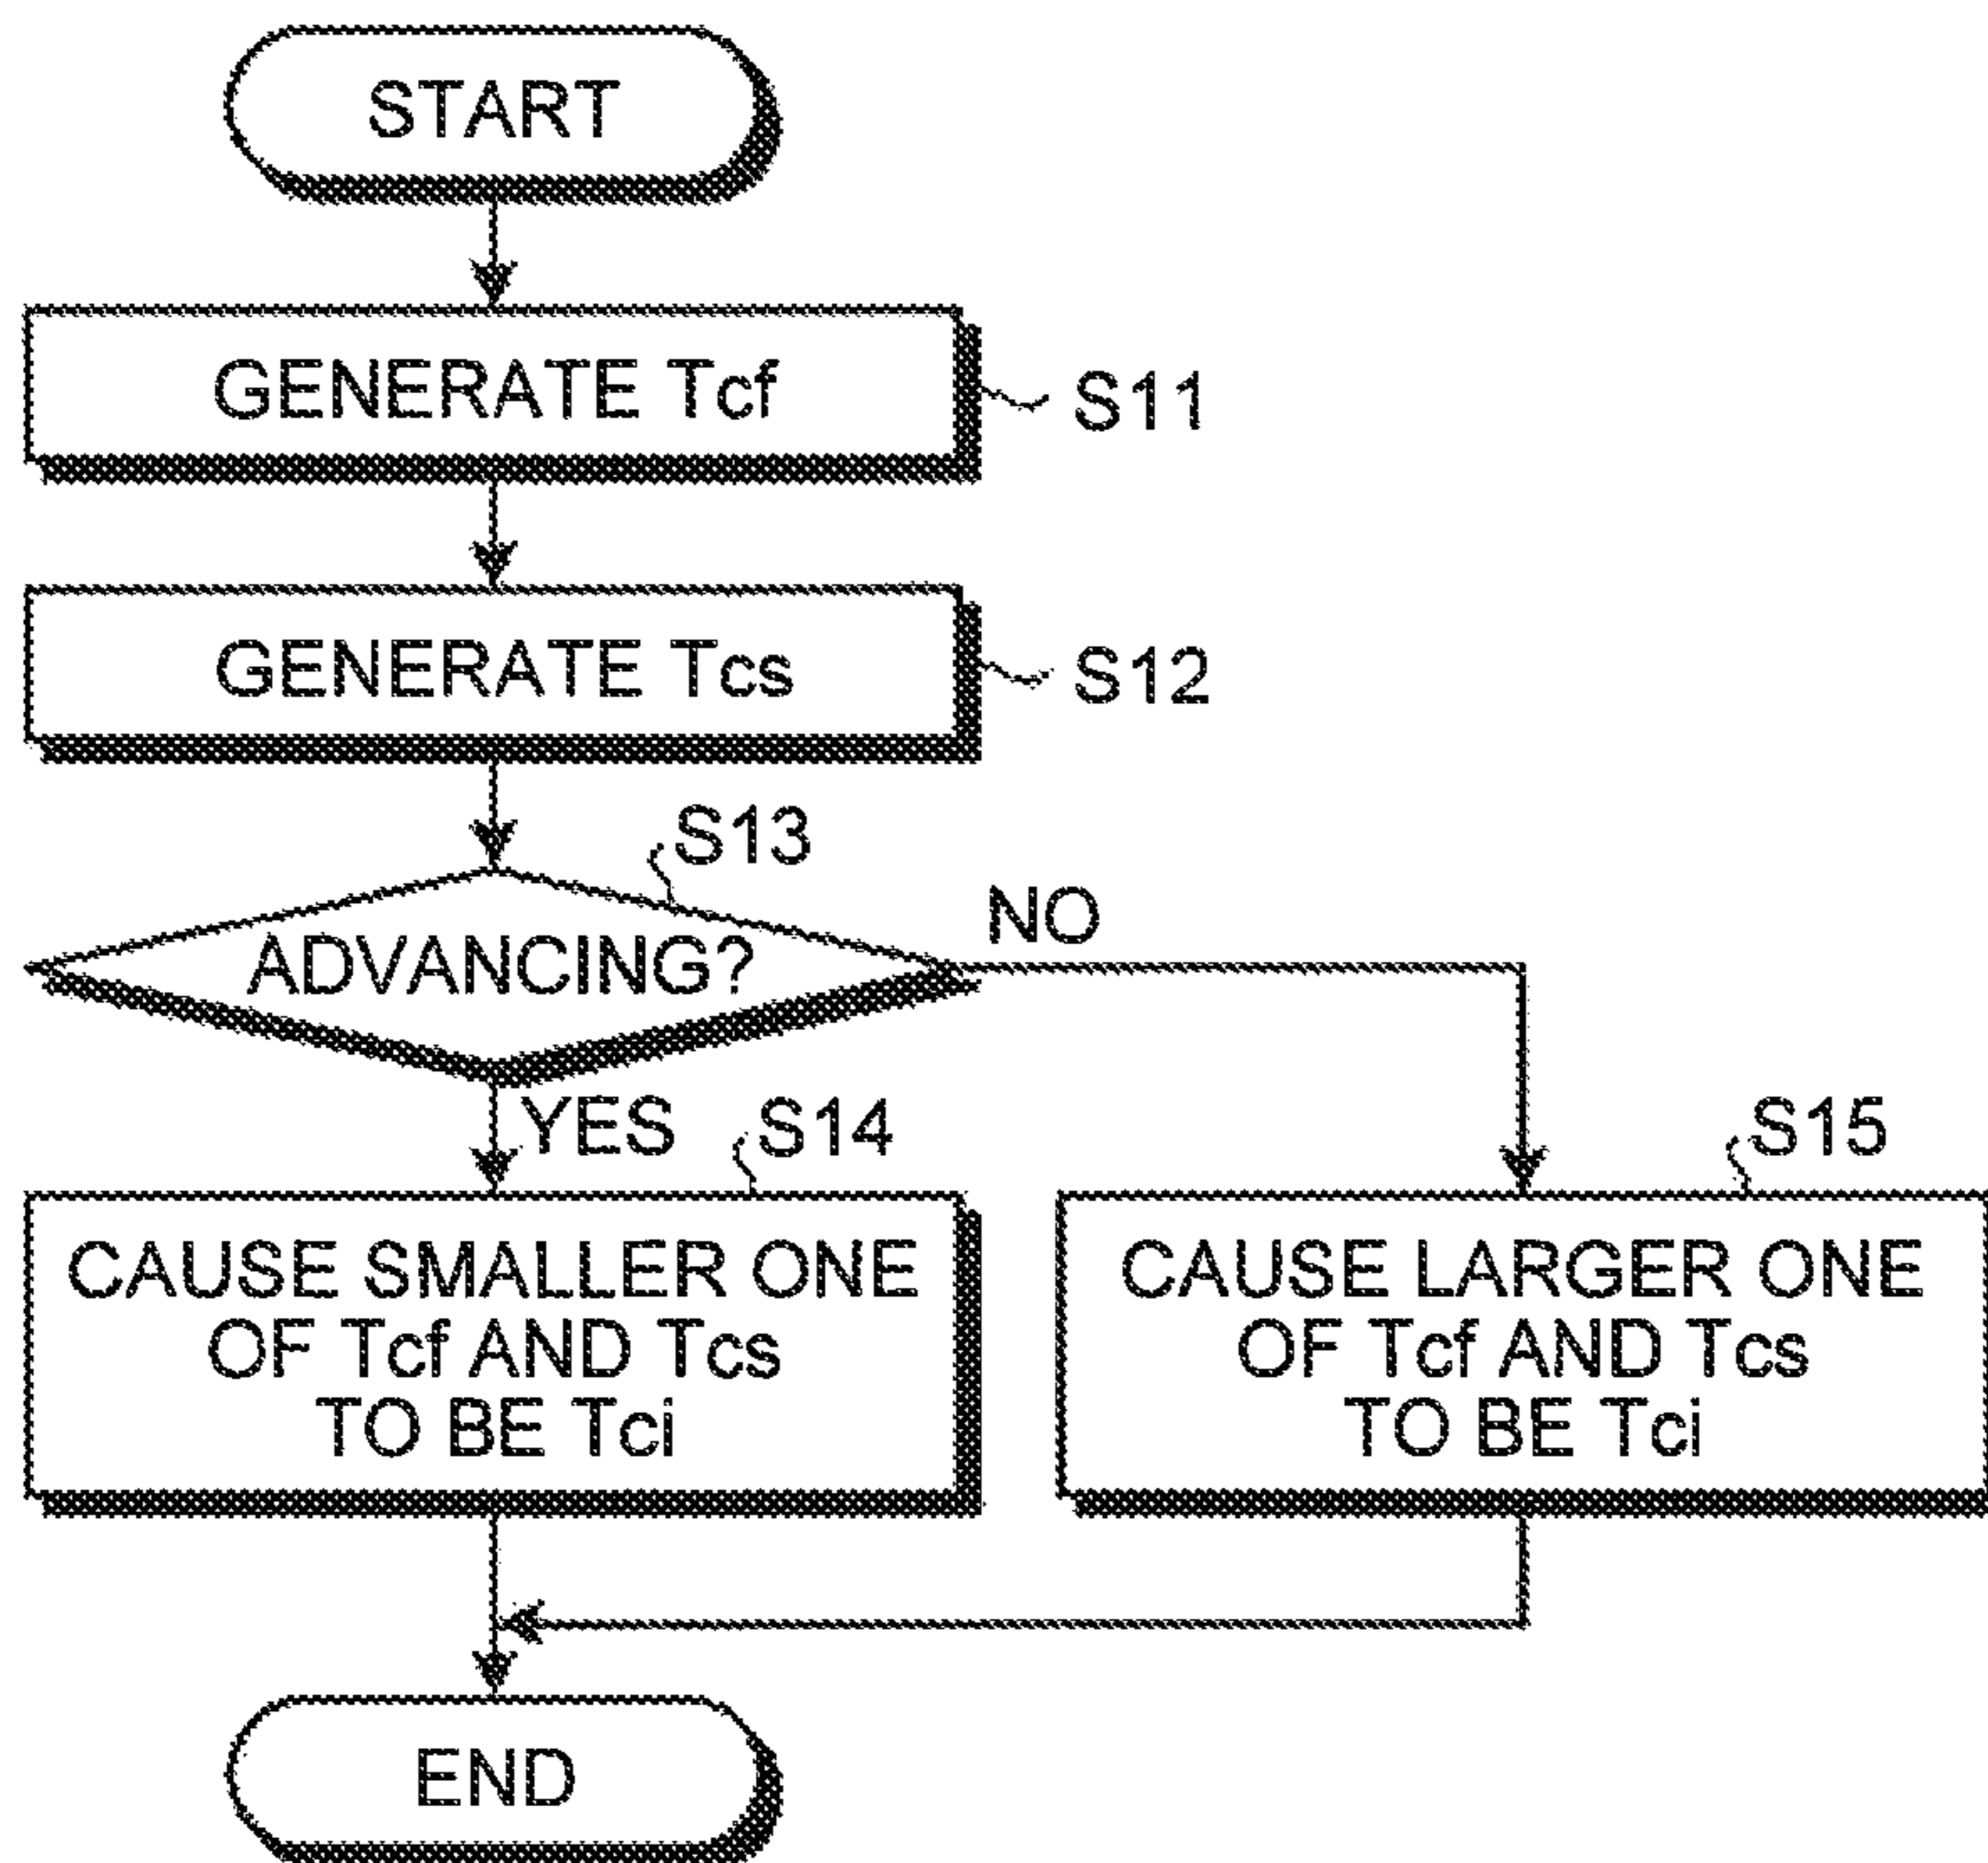 START
GENERATE Tcf
S11
GENERATE Tcs
S12
S13
ADVANCING?
NO
YES
S14
CAUSE SMALLER ONE
OF Tcf AND Tcs
TO BE Tci
S15
CAUSE LARGER ONE
OF Tcf AND Tcs
TO BE Tci
END